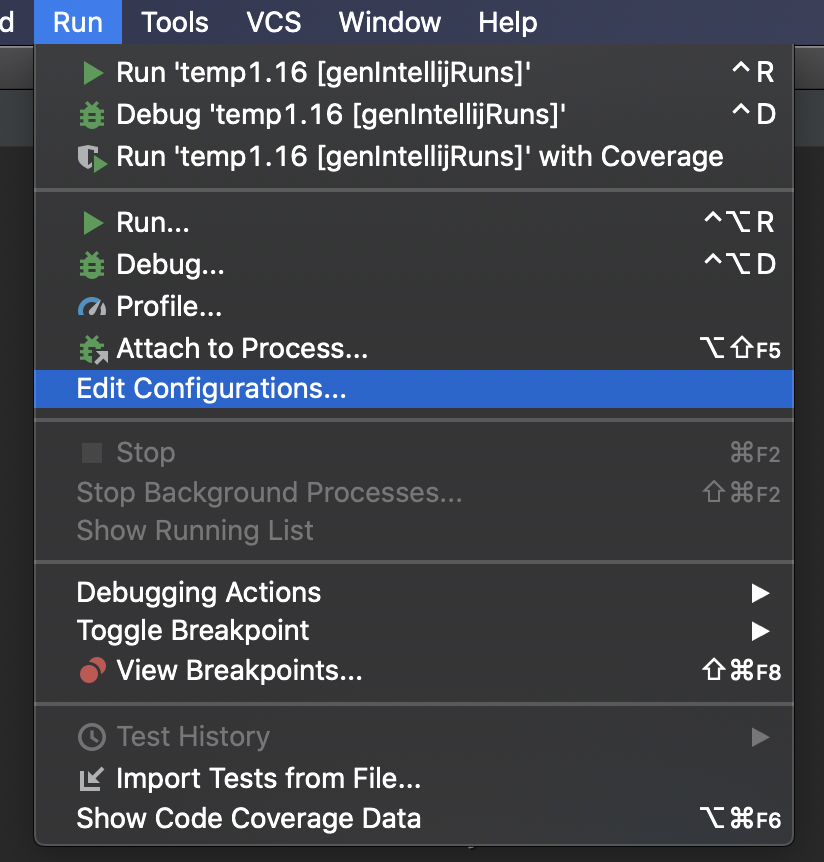 d Run Tools VCS Window Help
Run 'temp1.16 [genIntellijRuns]' ^ R
Debug 'temp1.16 [genIntellijRuns]' ^ D
Run 'temp1.16 [genIntellijRuns]' with Coverage
Run... ^⌥R
Debug... ^⌥D
Profile...
Attach to Process... ⌥⇧F5
Edit Configurations...
Stop ⌘F2
Stop Background Processes... ⇧⌘F2
Show Running List
Debugging Actions
Toggle Breakpoint
View Breakpoints... ⇧⌘F8
Test History
Import Tests from File...
Show Code Coverage Data ⌥⌘F6